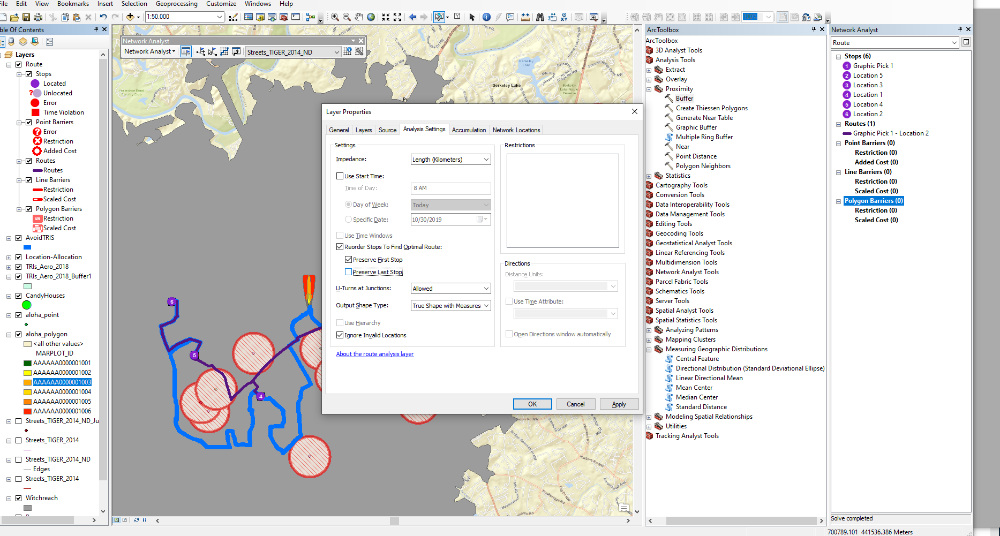 File Edit View Bookmarks Insert Selection Geoprocessing Customize Windows Help
1:50,000
100%
Table Of Contents
Layers
Route
Stops
Located
? Unlocated
Error
Time Violation
Point Barriers
? Error
Restriction
Added Cost
Routes
Routes
Line Barriers
Restriction
Scaled Cost
Polygon Barriers
Restriction
Scaled Cost
AvoidTRIS
Location-Allocation
TRIs_Aero_2018
TRIs_Aero_2018_Buffer1
CandyHouses
aloha_point
aloha_polygon
<all other values>
MARPLOT_ID
AAAAAA0000001001
AAAAAA0000001002
AAAAAA0000001003
AAAAAA0000001004
AAAAAA0000001005
AAAAAA0000001006
Streets_TIGER_2014_ND_Ju
Streets_TIGER_2014
Streets_TIGER_2014_ND
Edges
Streets_TIGER_2014
Witchreach
Network Analyst
Network Analyst
Streets_TIGER_2014_ND
Berkeley Lake
Berkeley Lake
Berkeley Lake Nature Preserve
Horseshoe Bend Country Club
6
5
4
Layer Properties
General Layers Source Analysis Settings Accumulation Network Locations
Settings
Impedance: Length (Kilometers)
Use Start Time:
Time of Day: 8 AM
Day of Week: Today
Specific Date: 10/30/2019
Use Time Windows
Reorder Stops To Find Optimal Route:
Preserve First Stop
Preserve Last Stop
U-Turns at Junctions: Allowed
Output Shape Type: True Shape with Measures
Use Hierarchy
Ignore Invalid Locations
About the route analysis layer
Restrictions
Directions
Distance Units:
Use Time Attribute:
Open Directions window automatically
OK Cancel Apply
ArcToolbox
ArcToolbox
3D Analyst Tools
Analysis Tools
Extract
Overlay
Proximity
Buffer
Create Thiessen Polygons
Generate Near Table
Graphic Buffer
Multiple Ring Buffer
Near
Point Distance
Polygon Neighbors
Statistics
Cartography Tools
Conversion Tools
Data Interoperability Tools
Data Management Tools
Editing Tools
Geocoding Tools
Geostatistical Analyst Tools
Linear Referencing Tools
Multidimension Tools
Network Analyst Tools
Parcel Fabric Tools
Schematics Tools
Server Tools
Spatial Analyst Tools
Spatial Statistics Tools
Analyzing Patterns
Mapping Clusters
Measuring Geographic Distributions
Central Feature
Directional Distribution (Standard Deviational Ellipse)
Linear Directional Mean
Mean Center
Median Center
Standard Distance
Modeling Spatial Relationships
Utilities
Tracking Analyst Tools
Network Analyst
Route
Stops (6)
1 Graphic Pick 1
2 Location 5
3 Location 3
4 Location 1
5 Location 4
6 Location 2
Routes (1)
Graphic Pick 1 - Location 2
Point Barriers (0)
Restriction (0)
Added Cost (0)
Line Barriers (0)
Restriction (0)
Scaled Cost (0)
Polygon Barriers (0)
Restriction (0)
Scaled Cost (0)
Solve completed
700789.101 441536.386 Meters